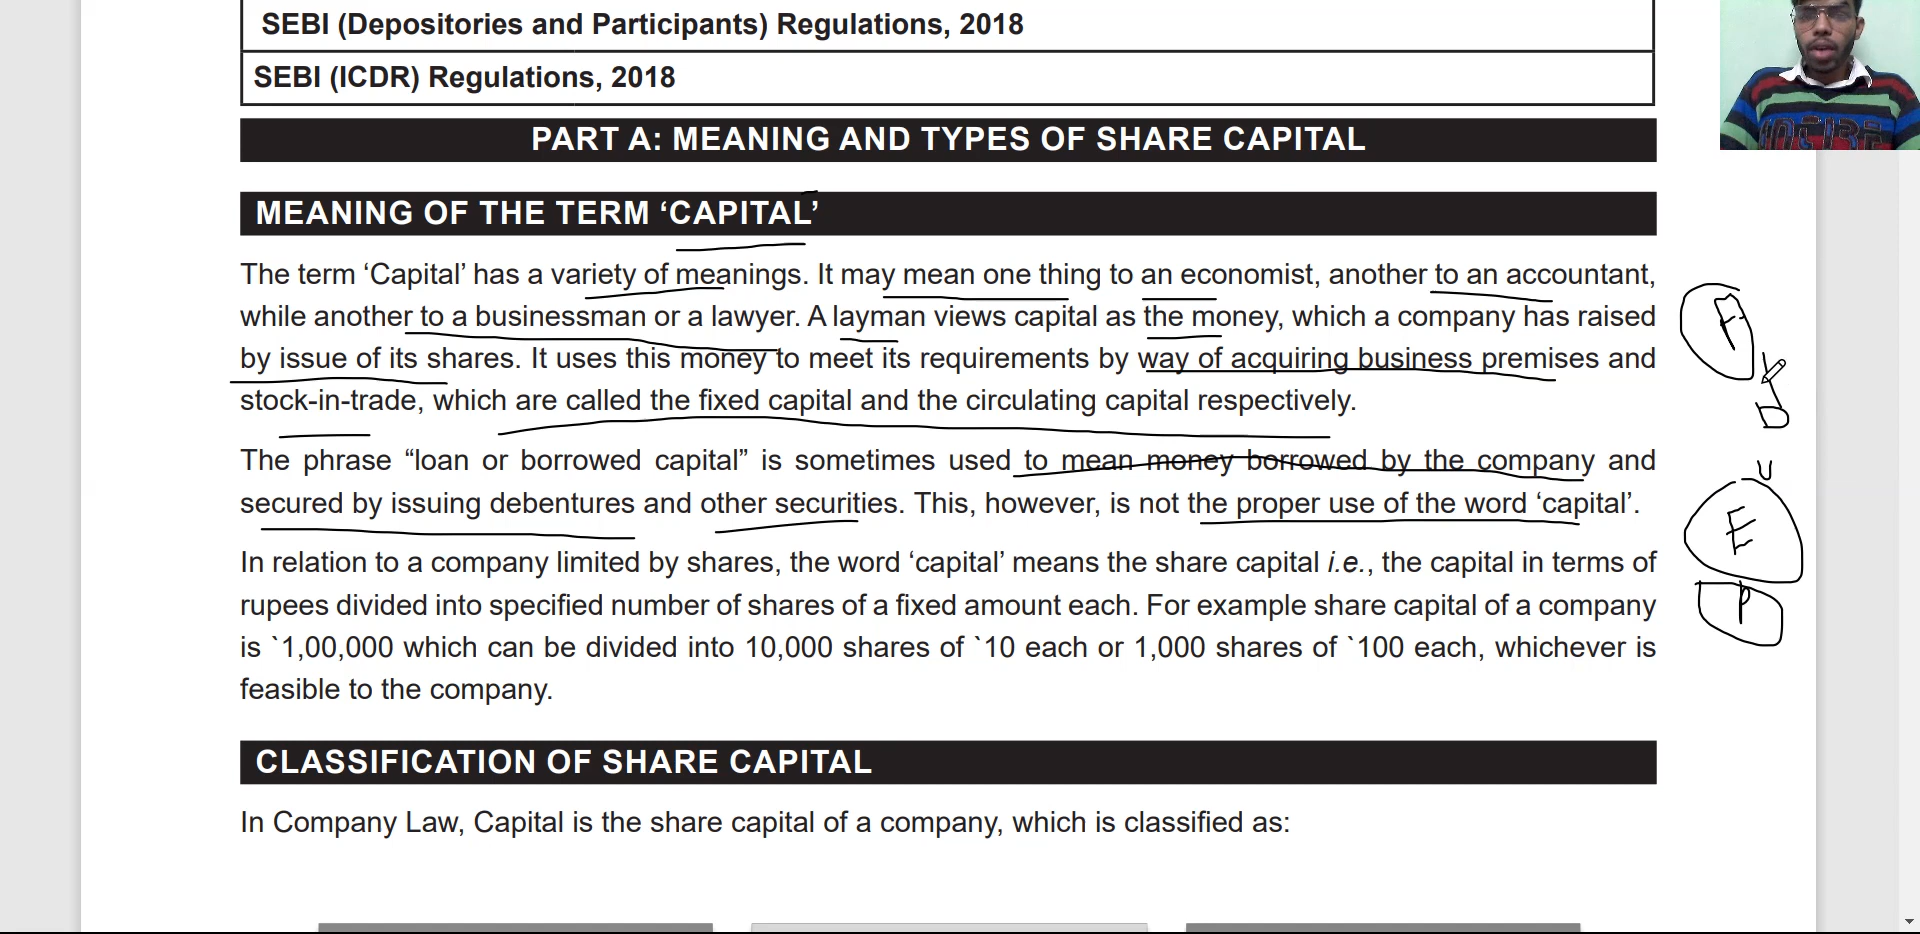 SEBI (Depositories and Participants) Regulations, 2018
SEBI (ICDR) Regulations, 2018
PART A: MEANING AND TYPES OF SHARE CAPITAL
MEANING OF THE TERM ‘CAPITAL’
The term ‘Capital’ has a variety of meanings. It may mean one thing to an economist, another to an accountant,
while another to a businessman or a lawyer. A layman views capital as the money, which a company has raised
by issue of its shares. It uses this money to meet its requirements by way of acquiring business premises and
stock-in-trade, which are called the fixed capital and the circulating capital respectively.
The phrase “loan or borrowed capital” is sometimes used to mean money borrowed by the company and
secured by issuing debentures and other securities. This, however, is not the proper use of the word ‘capital’.
In relation to a company limited by shares, the word ‘capital’ means the share capital i.e., the capital in terms of
rupees divided into specified number of shares of a fixed amount each. For example share capital of a company
is `1,00,000 which can be divided into 10,000 shares of `10 each or 1,000 shares of `100 each, whichever is
feasible to the company.
E
P
CLASSIFICATION OF SHARE CAPITAL
In Company Law, Capital is the share capital of a company, which is classified as: